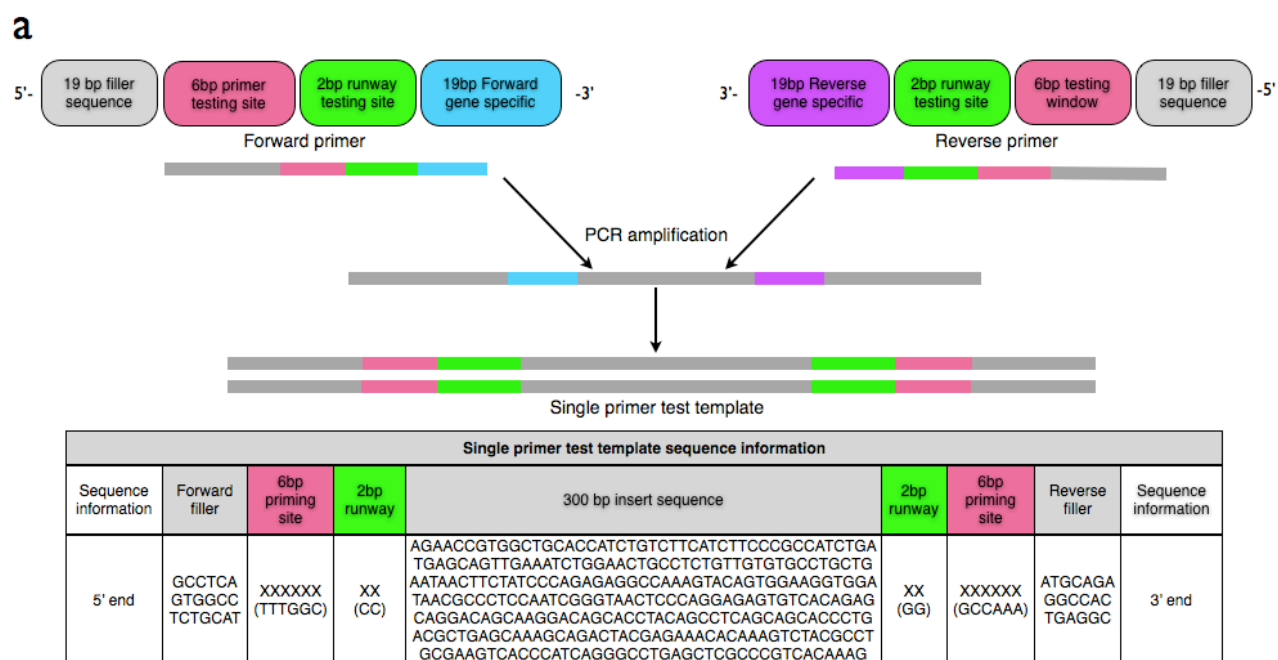 a
5'-
19 bp filler
sequence
6bp primer
testing site
2bp runway
testing site
19bp Forward
gene specific
-3'
3'-
19bp Reverse
gene specific
2bp runway
testing site
6bp testing
window
19 bp filler
sequence
-5'
Forward primer
Reverse primer
PCR amplification
Single primer test template
Single primer test template sequence information
Sequence
information
Forward
filler
6bp
priming
site
2bp
runway
300 bp insert sequence
2bp
runway
6bp
priming
site
Reverse
filler
Sequence
information
5' end
GCCTCA
GTGGCC
TCTGCAT
XXXXXX
(TTTGGC)
XX
(CC)
AGAACCGTGGCTGCACCATCTGTCTTCATCTTCCCGCCATCTGA
TGAGCAGTTGAAATCTGGAACTGCCTCTGTTGTGTGCCTGCTG
AATAACTTCTATCCCAGAGAGGCCAAAGTACAGTGGAAGGTGGA
TAACGCCCTCCAATCGGGTAACTCCCAGGAGAGTGTCACAGAG
CAGGACAGCAAGGACAGCACCTACAGCCTCAGCAGCACCCTG
ACGCTGAGCAAAGCAGACTACGAGAAACACAAAGTCTACGCCT
GCGAAGTCACCCATCAGGGCCTGAGCTCGCCCGTCACAAAG
XX
(GG)
XXXXXX
(GCCAAA)
ATGCAGA
GGCCAC
TGAGGC
3' end